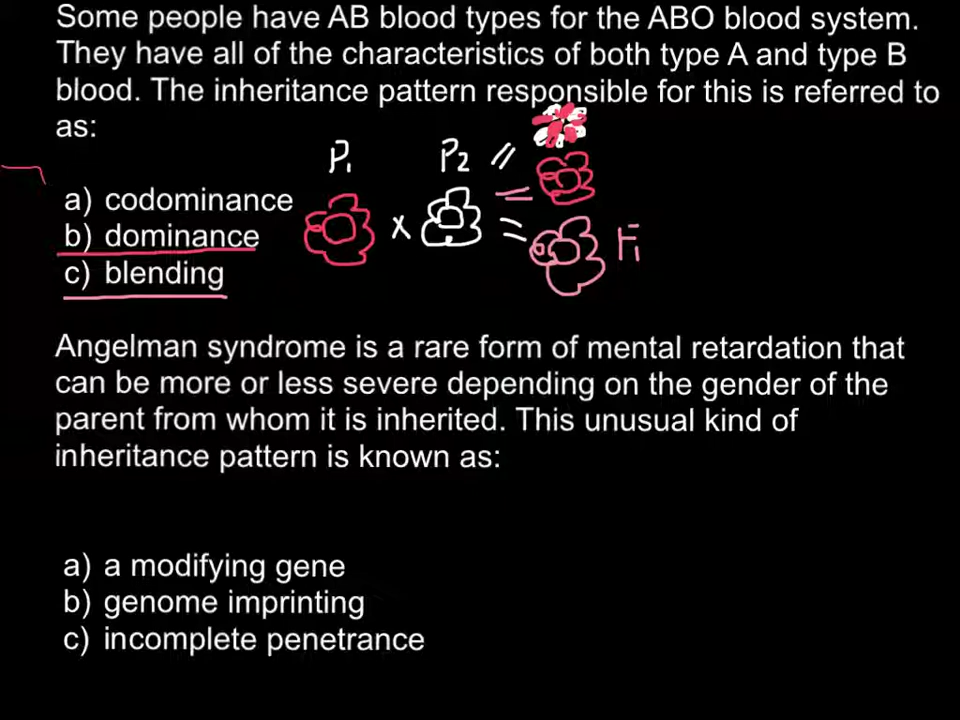 Some people have AB blood types for the ABO blood system.
They have all of the characteristics of both type A and type B
blood. The inheritance pattern responsible for this is referred to
as:
P1 P2 =
a) codominance
b) dominance
x = F1
c) blending
Angelman syndrome is a rare form of mental retardation that
can be more or less severe depending on the gender of the
parent from whom it is inherited. This unusual kind of
inheritance pattern is known as:
a) a modifying gene
b) genome imprinting
c) incomplete penetrance